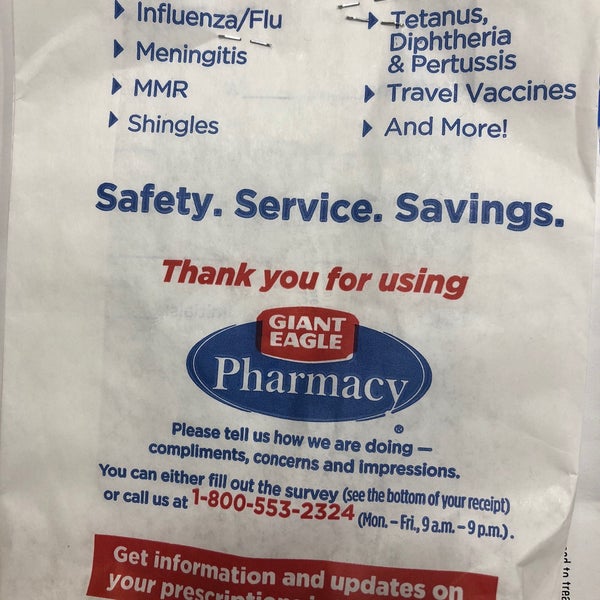 Influenza/Flu
Meningitis
MMR
Shingles
Tetanus,
Diphtheria
& Pertussis
Travel Vaccines
And More!
Safety. Service. Savings.
Thank you for using
GIANT
EAGLE
Pharmacy
®
Please tell us how we are doing —
compliments, concerns and impressions.
You can either fill out the survey (see the bottom of your receipt)
or call us at 1-800-553-2324 (Mon. – Fri., 9 a.m. – 9 p.m.).
Get information and updates on
your